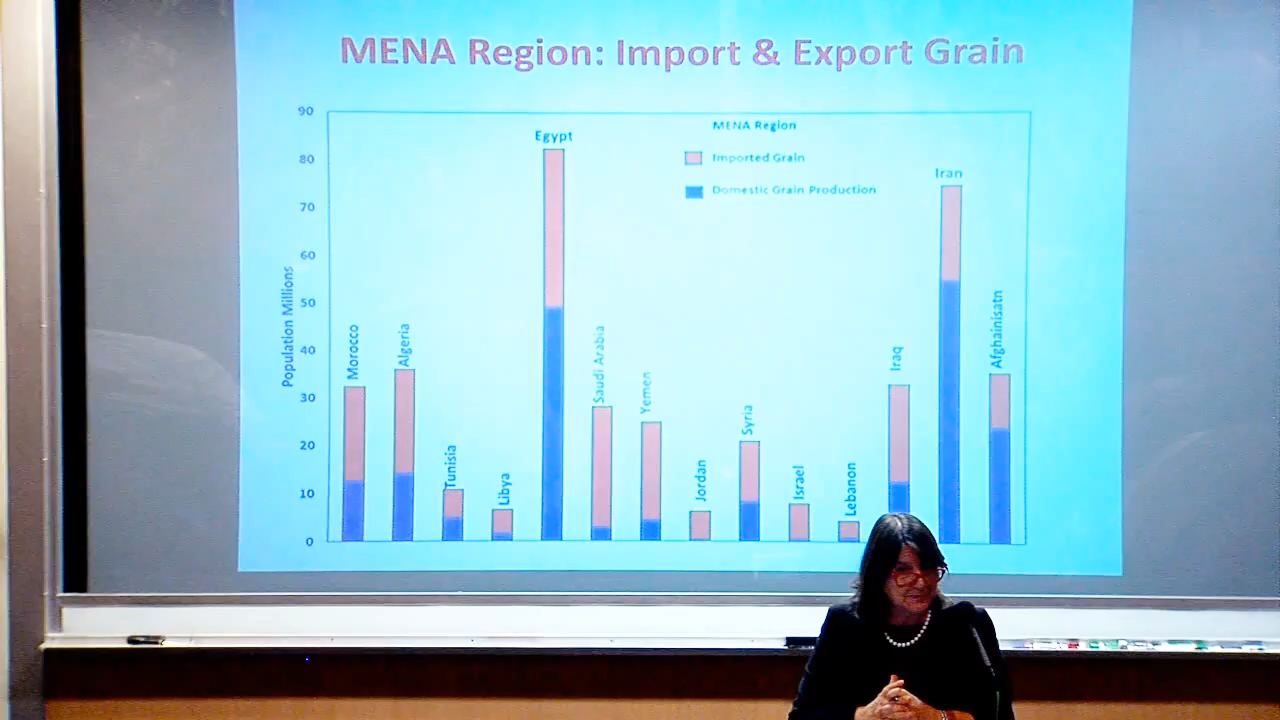 MENA Region: Import & Export Grain
MENA Region
Imported Grain
Domestic Grain Production
Population Millions
90
80
70
60
50
40
30
20
10
0
Morocco
Algeria
Tunisia
Libya
Egypt
Saudi Arabia
Yemen
Jordan
Syria
Israel
Lebanon
Iraq
Iran
Afghainisatn